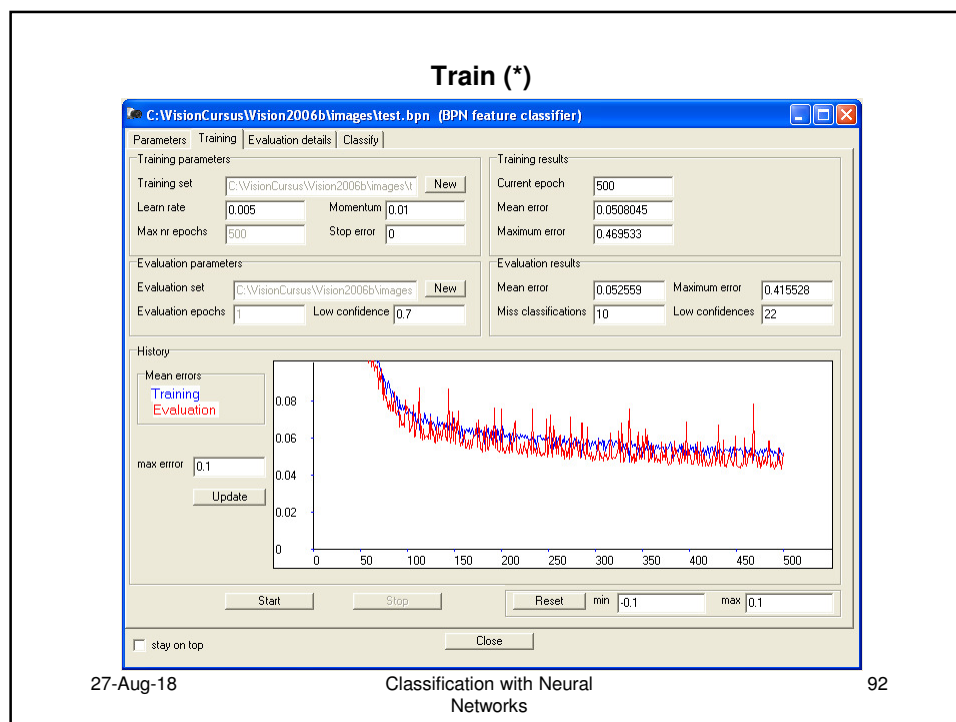 Train (*)
C:\VisionCursus\Vision2006b\images\test.bpn (BPN feature classifier)
Parameters Training Evaluation details Classify
Training parameters
Training set C:\VisionCursus\Vision2006b\images\t New
Learn rate 0.005 Momentum 0.01
Max nr epochs 500 Stop error 0
Training results
Current epoch 500
Mean error 0.0508045
Maximum error 0.469533
Evaluation parameters
Evaluation set C:\VisionCursus\Vision2006b\images New
Evaluation epochs 1 Low confidence 0.7
Evaluation results
Mean error 0.052559 Maximum error 0.415528
Miss classifications 10 Low confidences 22
History
Mean errors
Training
Evaluation
max errror 0.1
Update
0.08
0.06
0.04
0.02
0
0 50 100 150 200 250 300 350 400 450 500
Start Stop Reset min -0.1 max 0.1
stay on top Close
27-Aug-18 Classification with Neural 92
Networks